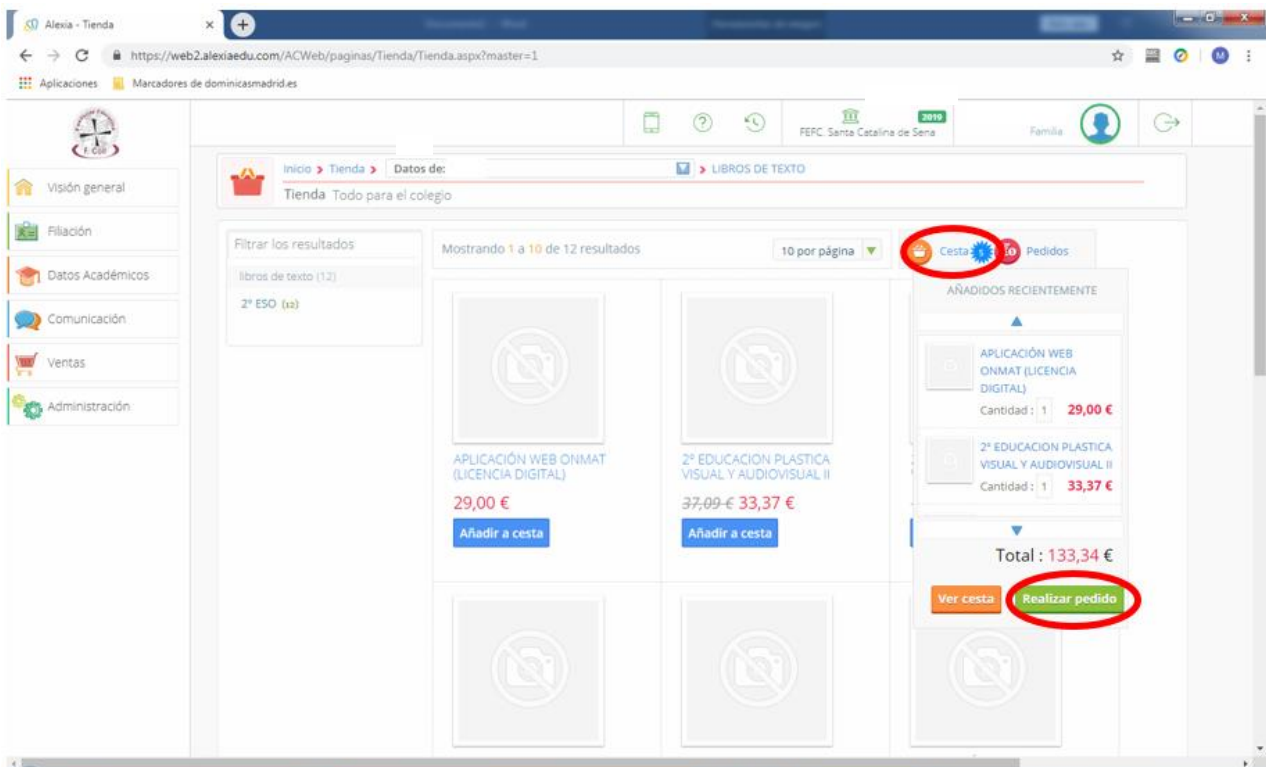 Alexia - Tienda
https://web2.alexiaedu.com/ACWeb/paginas/Tienda/Tienda.aspx?master=1
M
Aplicaciones
Marcadores de dominicasmadrid.es
F. Coll
FEFC. Santa Catalina de Sena
2019
Familia
Visión general
Filiación
Datos Académicos
Comunicación
Ventas
Administración
Inicio > Tienda > Datos de: > LIBROS DE TEXTO
Tienda Todo para el colegio
Filtrar los resultados
libros de texto (12)
2º ESO (12)
Mostrando 1 a 10 de 12 resultados
10 por página
Cesta
Pedidos
APLICACIÓN WEB ONMAT
(LICENCIA DIGITAL)
29,00 €
Añadir a cesta
2º EDUCACION PLASTICA
VISUAL Y AUDIOVISUAL II
37,09 € 33,37 €
Añadir a cesta
AÑADIDOS RECIENTEMENTE
APLICACIÓN WEB
ONMAT (LICENCIA
DIGITAL)
Cantidad : 1 29,00 €
2º EDUCACION PLASTICA
VISUAL Y AUDIOVISUAL II
Cantidad : 1 33,37 €
Total : 133,34 €
Ver cesta
Realizar pedido